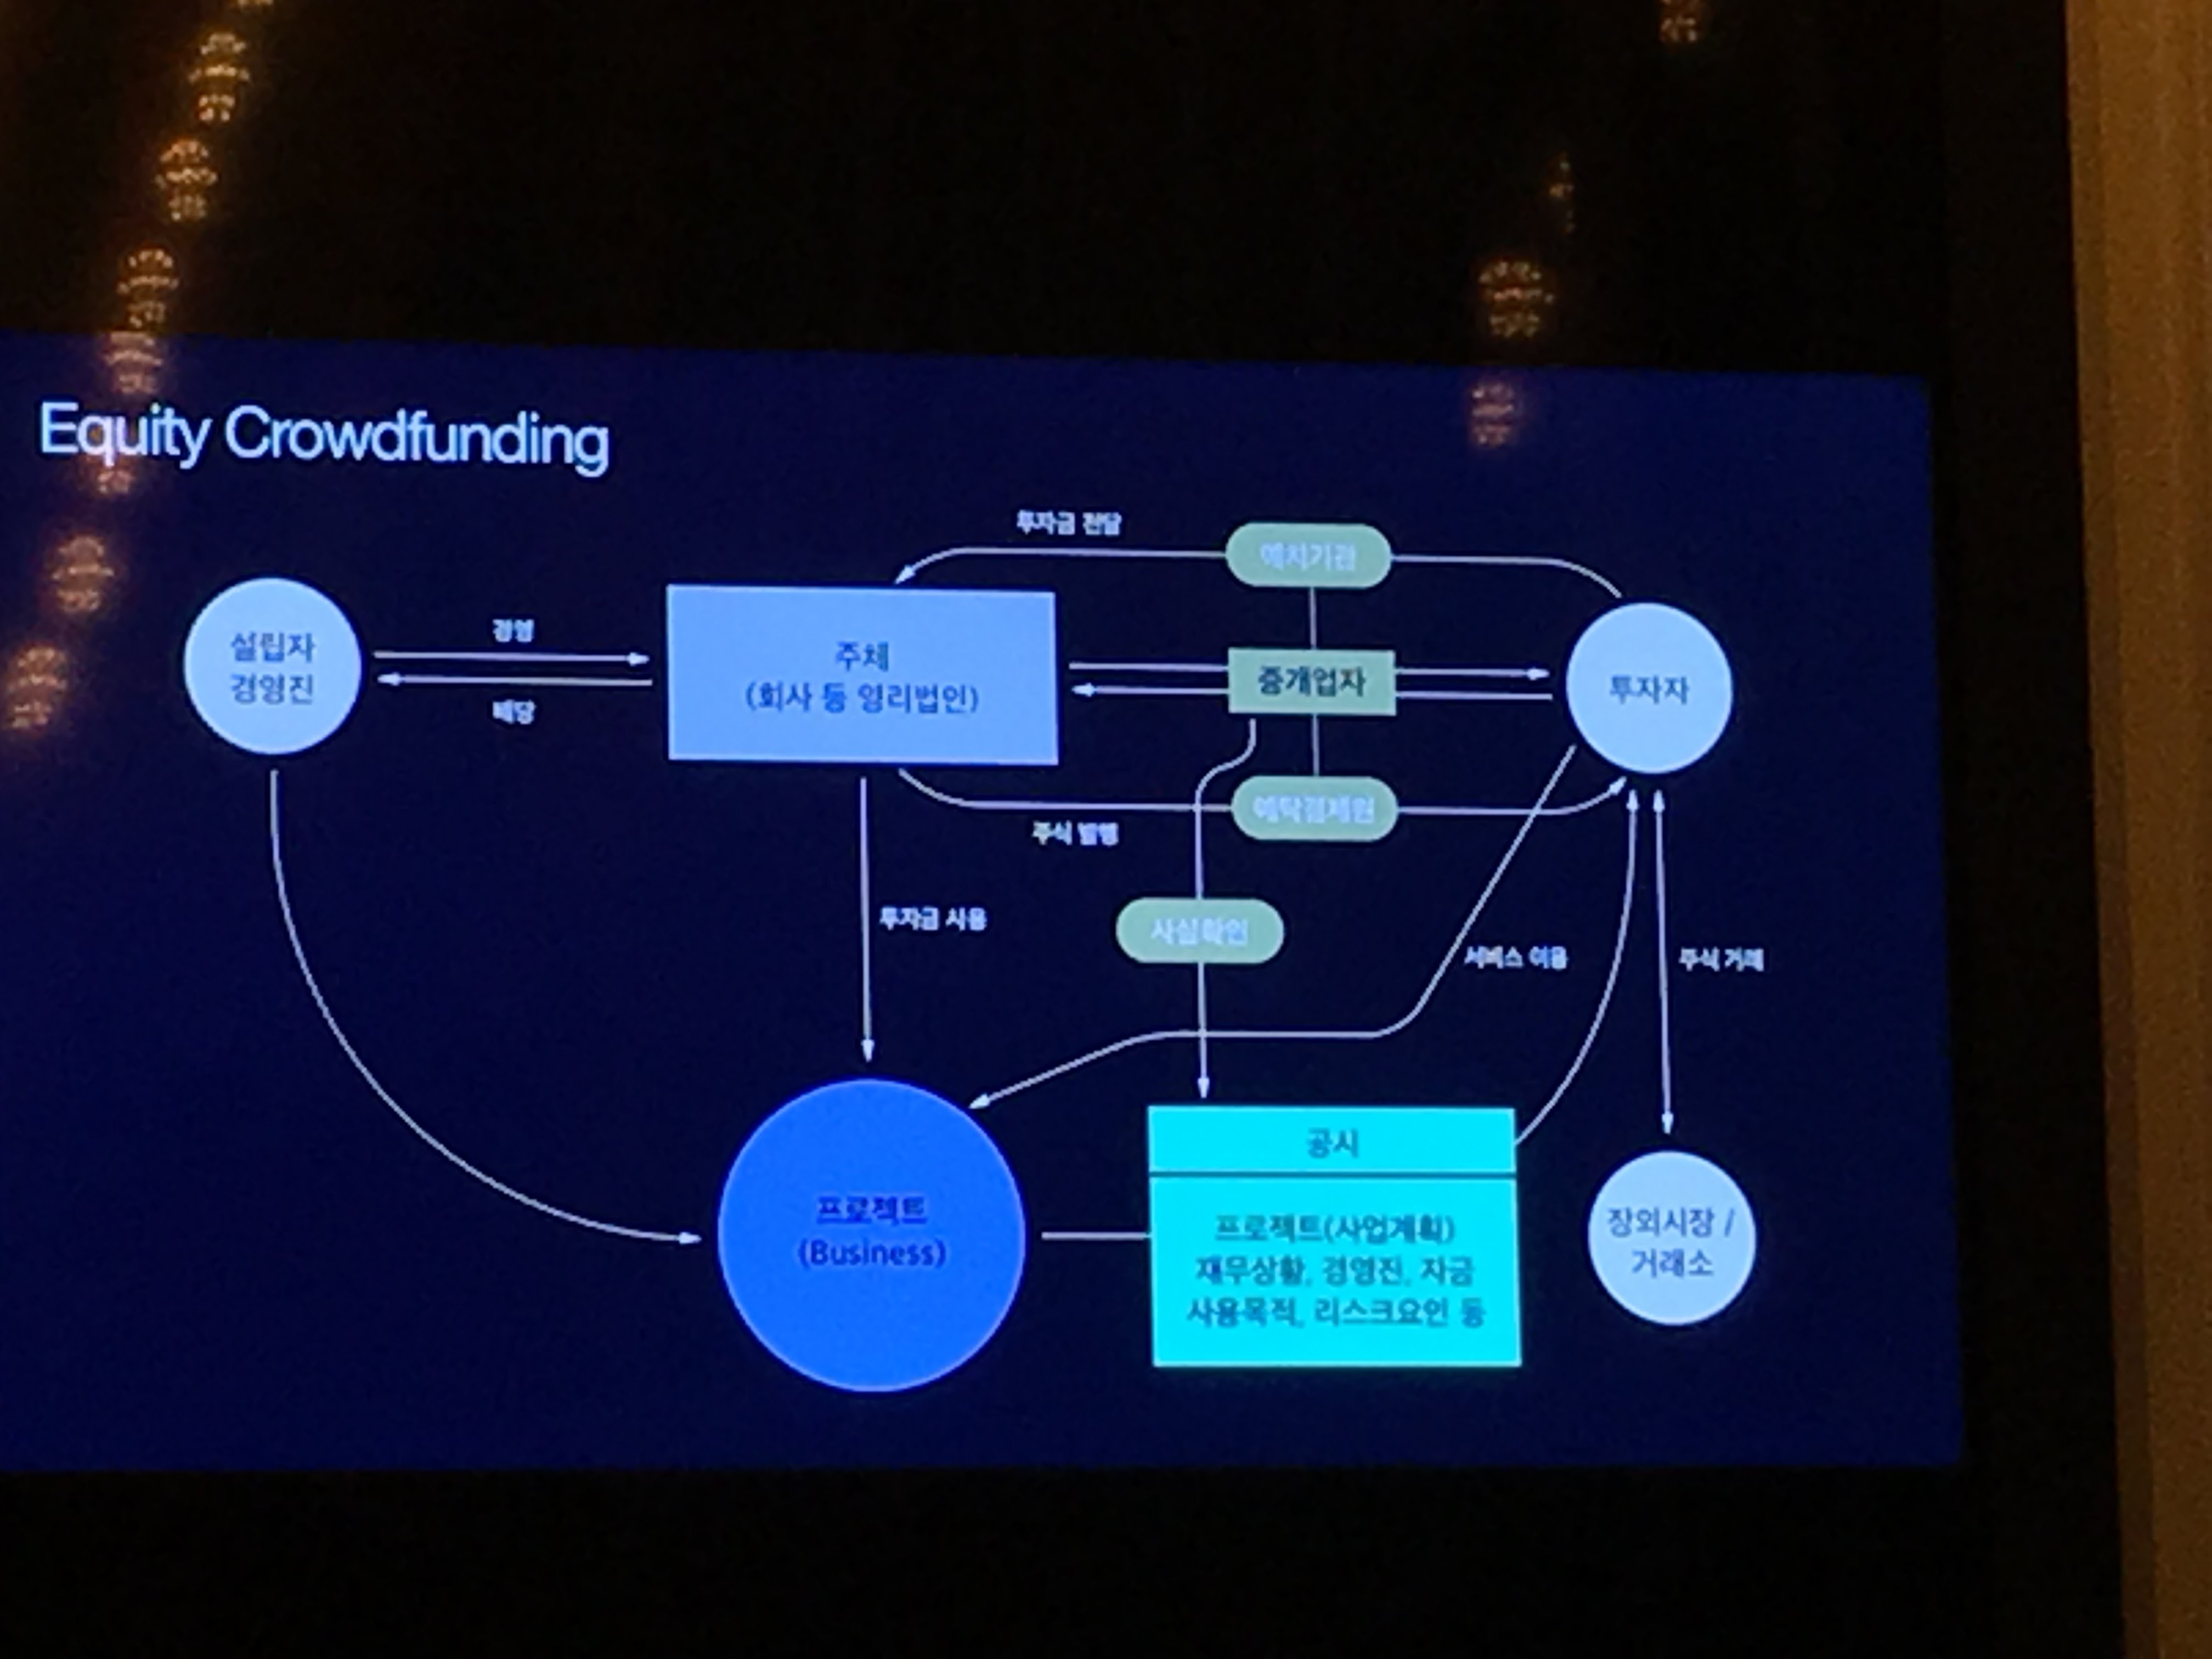 Equity Crowdfunding
투자금 전달
예치기관
설립자
경영진
경영
배당
주체
(회사 등 영리법인)
중개업자
투자자
예탁결제원
주식 발행
투자금 사용
사실확인
서비스 이용
주식 거래
프로젝트
(Business)
공시
프로젝트(사업계획)
재무상황, 경영진, 자금
사용목적, 리스크요인 등
장외시장 /
거래소